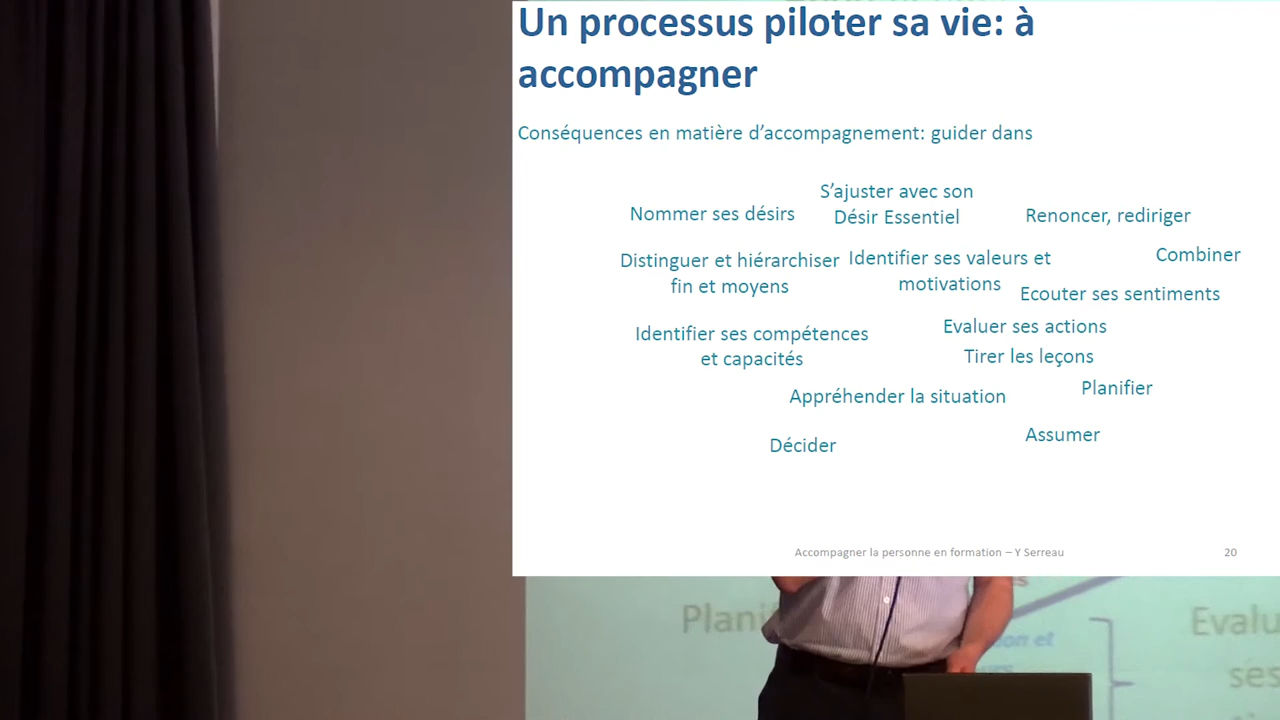 Un processus piloter sa vie: à
accompagner
Conséquences en matière d’accompagnement: guider dans
S’ajuster avec son
Désir Essentiel
Nommer ses désirs
Renoncer, rediriger
Distinguer et hiérarchiser
fin et moyens
Identifier ses valeurs et
motivations
Combiner
Ecouter ses sentiments
Identifier ses compétences
et capacités
Evaluer ses actions
Tirer les leçons
Appréhender la situation
Planifier
Décider
Assumer
Accompagner la personne en formation – Y Serreau
20